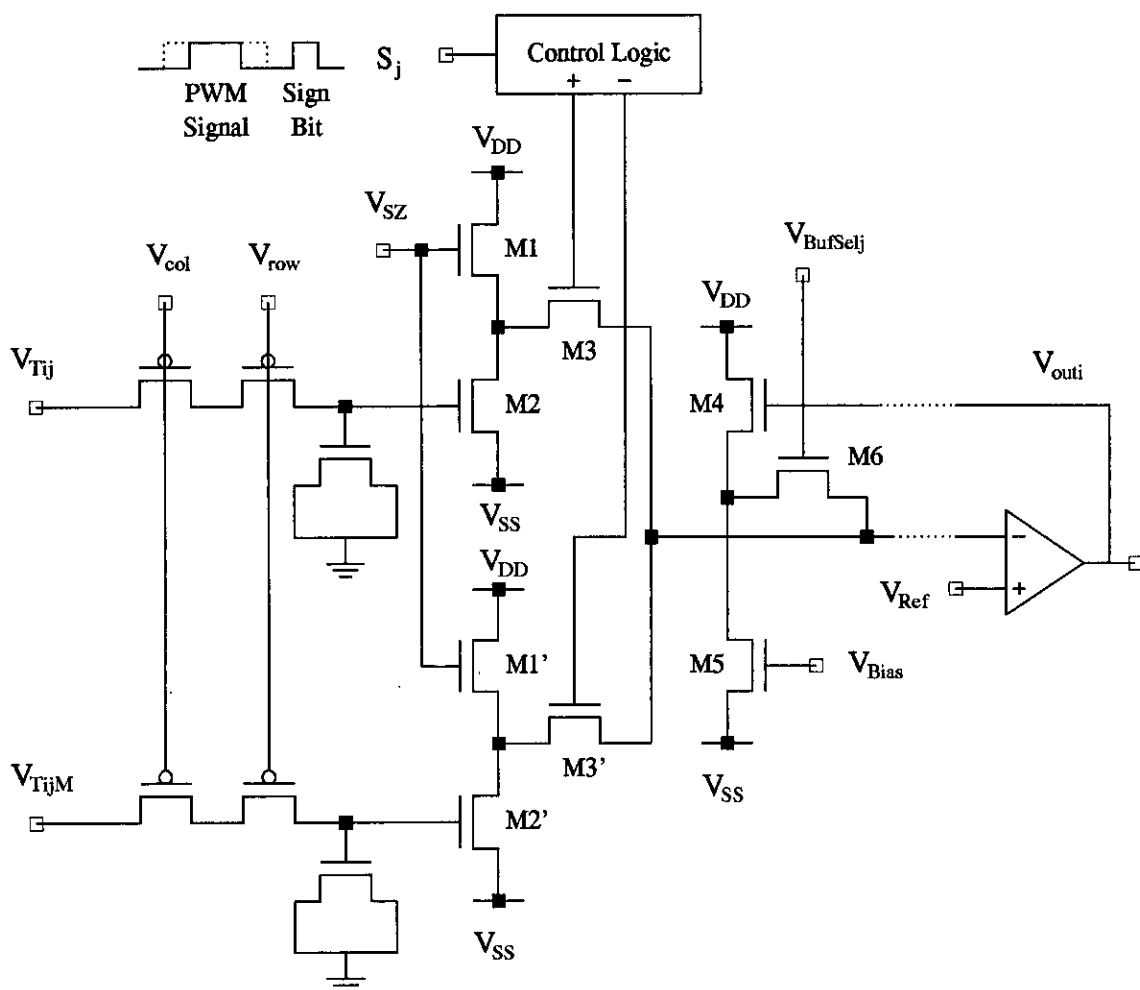 S_j
Control Logic
+ −
PWM Signal
Sign Bit
V_DD
V_SZ
V_col
V_row
M1
V_BufSelj
V_DD
M3
V_Tij
M2
M4
V_outi
M6
V_SS
V_DD
−
V_Ref
+
M1'
M5
V_Bias
M3'
V_TijM
V_SS
M2'
V_SS